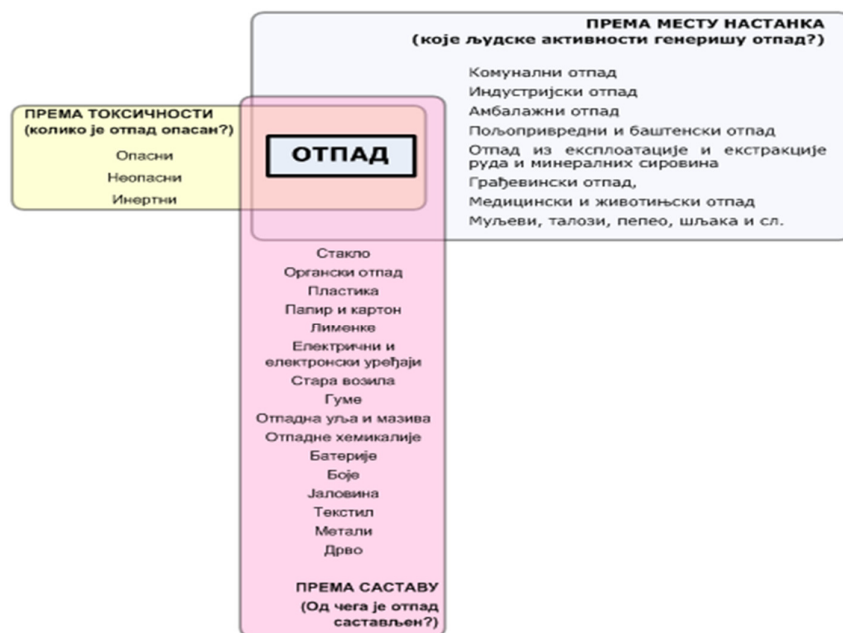 ПРЕМА МЕСТУ НАСТАНКА
(које људске активности генеришу отпад?)
Комунални отпад
Индустријски отпад
Амбалажни отпад
Пољопривредни и баштенски отпад
Отпад из експлоатације и екстракције
руда и минералних сировина
Грађевински отпад,
Медицински и животињски отпад
Муљеви, талози, пепео, шљака и сл.
ПРЕМА ТОКСИЧНОСТИ
(колико је отпад опасан?)
Опасни
Неопасни
Инертни
ОТПАД
Стакло
Органски отпад
Пластика
Папир и картон
Лименке
Електрични и
електронски уређаји
Стара возила
Гуме
Отпадна уља и мазива
Отпадне хемикалије
Батерије
Боје
Јаловина
Текстил
Метали
Дрво
ПРЕМА САСТАВУ
(Од чега је отпад
састављен?)